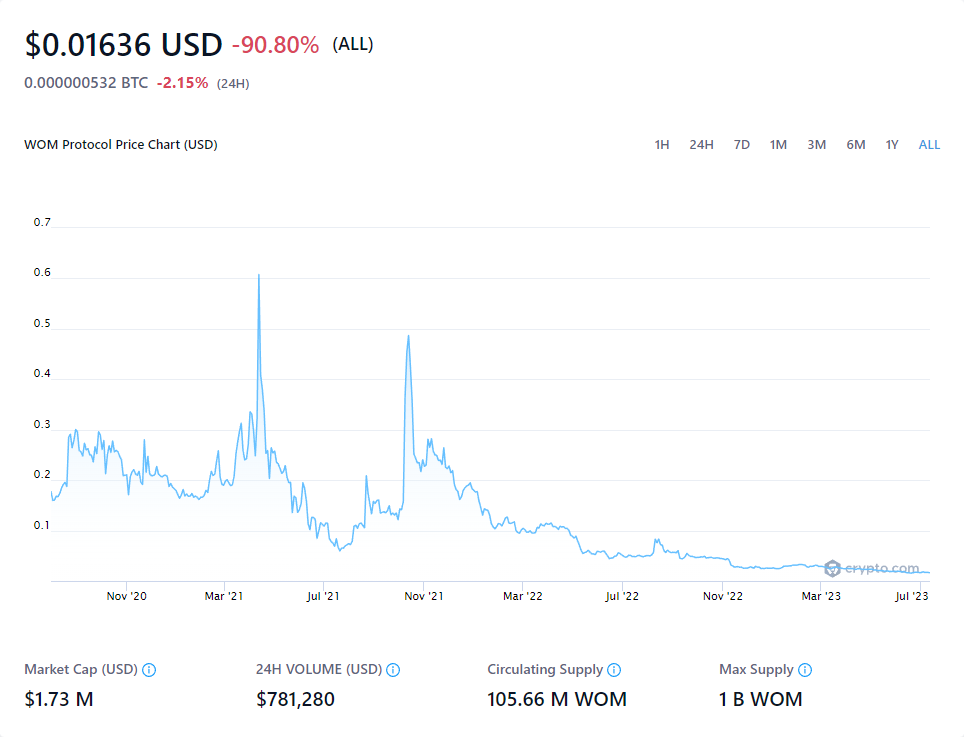 $0.01636 USD -90.80% (ALL)
0.000000532 BTC -2.15% (24H)
WOM Protocol Price Chart (USD) 1H 24H 7D 1M 3M 6M 1Y ALL
0.7
0.6
0.5
0.4
0.3
0.2
0.1
crypto.com
Nov '20 Mar '21 Jul '21 Nov '21 Mar '22 Jul '22 Nov '22 Mar '23 Jul '23
Market Cap (USD) 24H VOLUME (USD) Circulating Supply Max Supply
$1.73 M $781,280 105.66 M WOM 1 B WOM